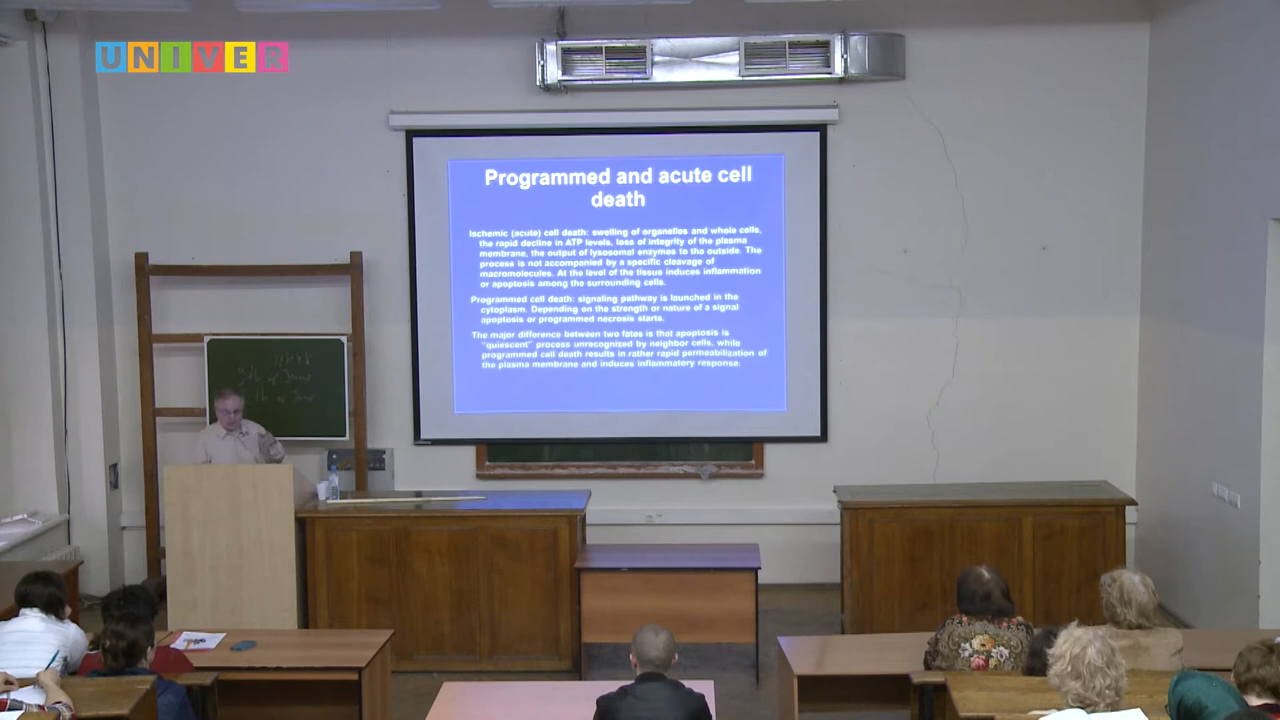 UNIVER
Programmed and acute cell
death
Ischemic (acute) cell death: swelling of organelles and whole cells,
the rapid decline in ATP levels, loss of integrity of the plasma
membrane, the output of lysosomal enzymes to the outside. The
process is not accompanied by a specific cleavage of
macromolecules. At the level of the tissue induces inflammation
or apoptosis among the surrounding cells.
Programmed cell death: signaling pathway is launched in the
cytoplasm. Depending on the strength or nature of a signal
apoptosis or programmed necrosis starts.
The major difference between two fates is that apoptosis is
“quiescent” process unrecognized by neighbor cells, while
programmed cell death results in rather rapid permeabilization of
the plasma membrane and induces inflammatory response.